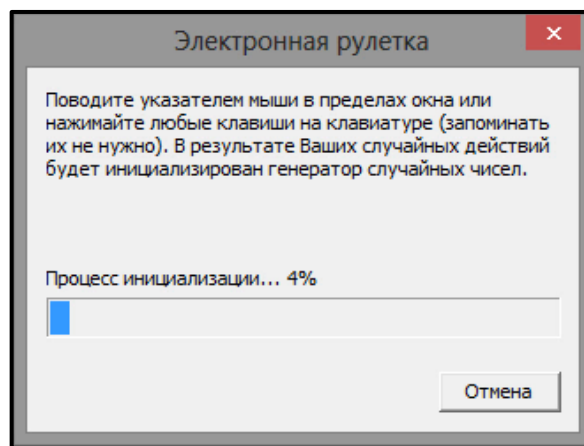 Электронная рулетка
Поводите указателем мыши в пределах окна или
нажимайте любые клавиши на клавиатуре (запоминать
их не нужно). В результате Ваших случайных действий
будет инициализирован генератор случайных чисел.
Процесс инициализации... 4%
Отмена